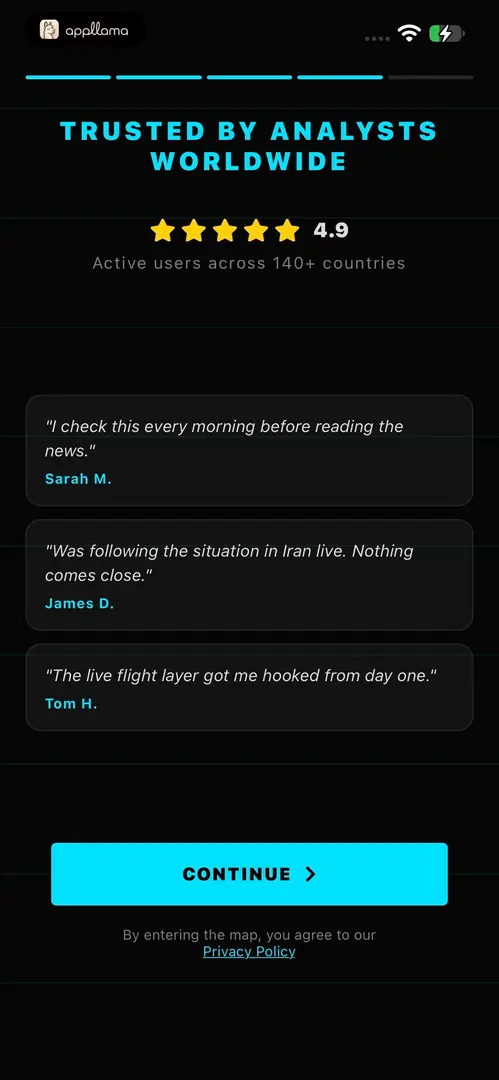 appllama
TRUSTED BY ANALYSTS
WORLDWIDE
4.9
Active users across 140+ countries
"I check this every morning before reading the
news."
Sarah M.
"Was following the situation in Iran live. Nothing
comes close."
James D.
"The live flight layer got me hooked from day one."
Tom H.
CONTINUE
By entering the map, you agree to our
Privacy Policy